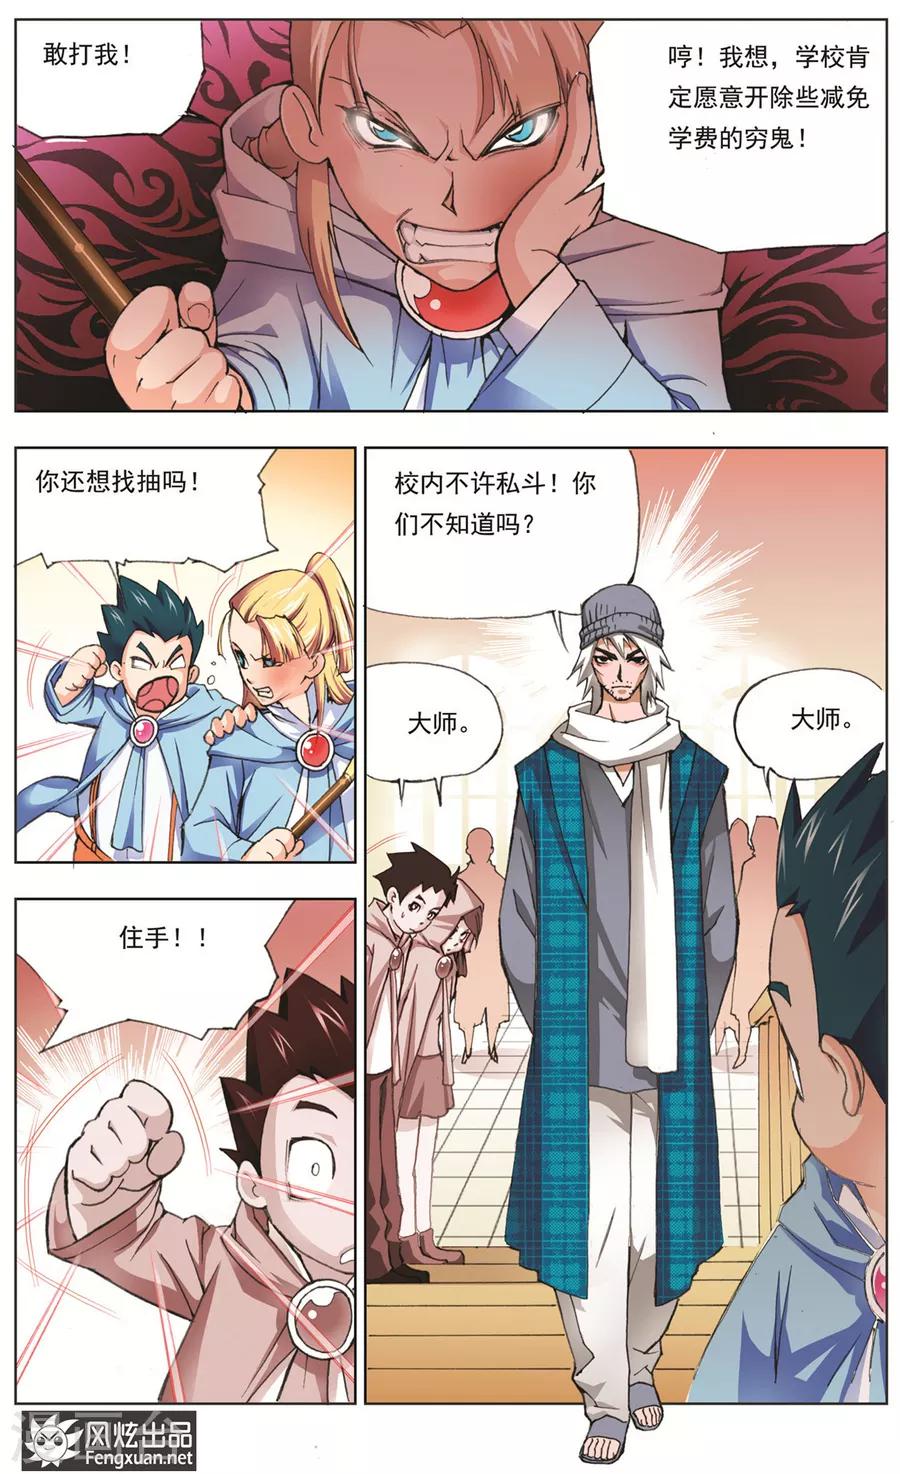 敢打我！
哼！我想，学校肯
定愿意开除些减免
学费的穷鬼！
你还想找抽吗！
住手！！
校内不许私斗！你
们不知道吗？
大师。
大师。
风炫出品
Fengxuan.net